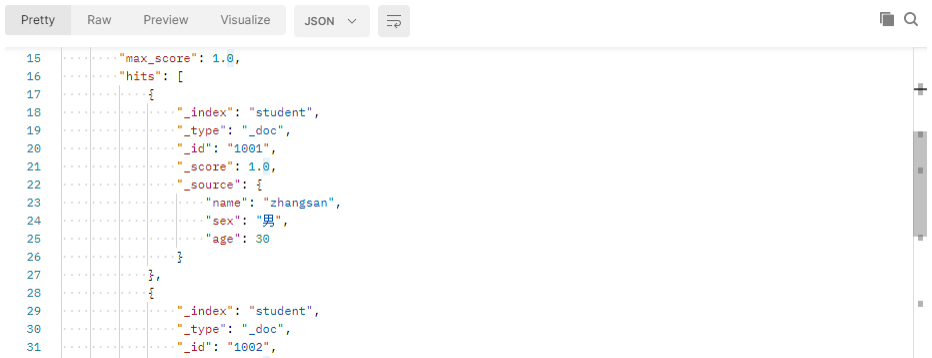 Pretty Raw Preview Visualize JSON
15 "max_score": 1.0,
16 "hits": [
17 {
18 "_index": "student",
19 "_type": "_doc",
20 "_id": "1001",
21 "_score": 1.0,
22 "_source": {
23 "name": "zhangsan",
24 "sex": "男",
25 "age": 30
26 }
27 },
28 {
29 "_index": "student",
30 "_type": "_doc",
31 "_id": "1002",